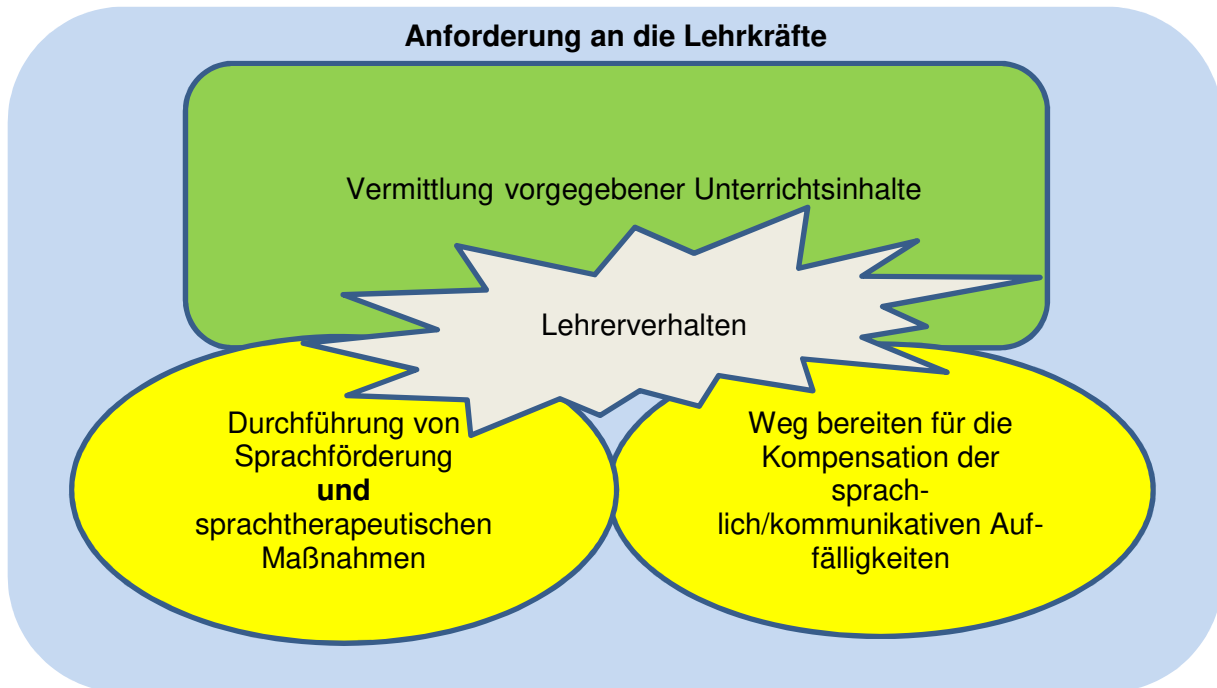 Anforderung an die Lehrkräfte
Vermittlung vorgegebener Unterrichtsinhalte
Lehrerverhalten
Durchführung von
Sprachförderung
und
sprachtherapeutischen
Maßnahmen
Weg bereiten für die
Kompensation der
sprach-
lich/kommunikativen Auf-
fälligkeiten